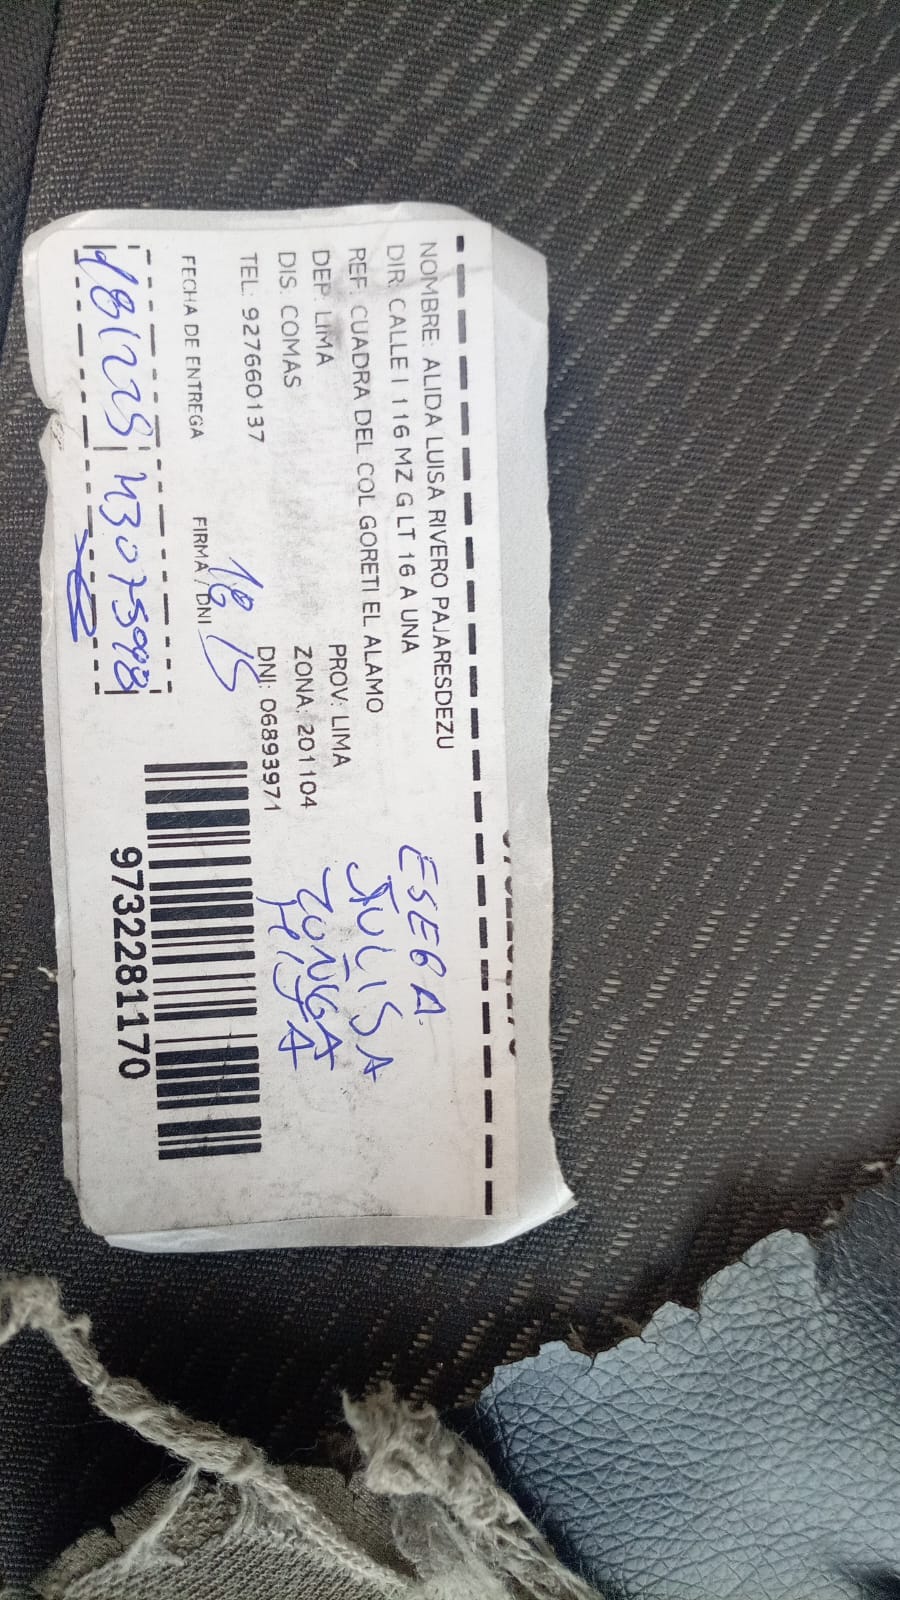 NOMBRE: ALIDA LUISA RIVERO PAJARESDEZU
DIR: CALLE I 116 MZ G LT 16 A UNA
REF: CUADRA DEL COL GORETI EL ALAMO
DEP: LIMA PROV: LIMA
DIS: COMAS ZONA: 201104
TEL: 927660137 DNI: 06893971
JULISA
ZUÑIGA
HIJA
FECHA DE ENTREGA FIRMA / DNI
43075998
9732281170